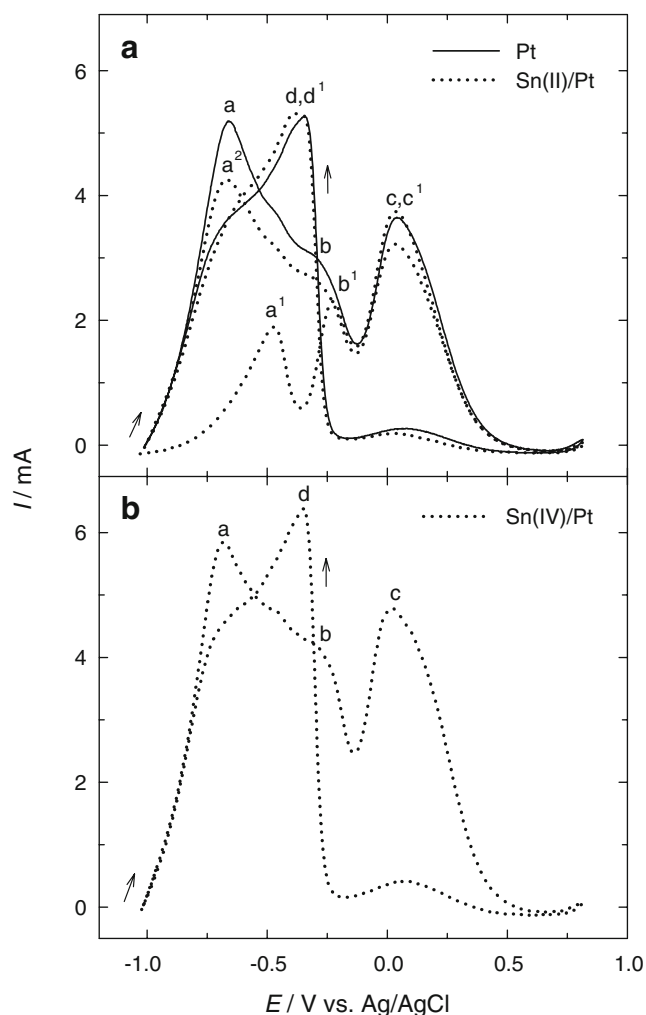 a
Pt
Sn(II)/Pt
6
a
d,d¹
a²
4
c,c¹
b
b¹
a¹
2
0
I / mA
b
Sn(IV)/Pt
6
a
d
c
b
4
2
0
-1.0 -0.5 0.0 0.5 1.0
E / V vs. Ag/AgCl